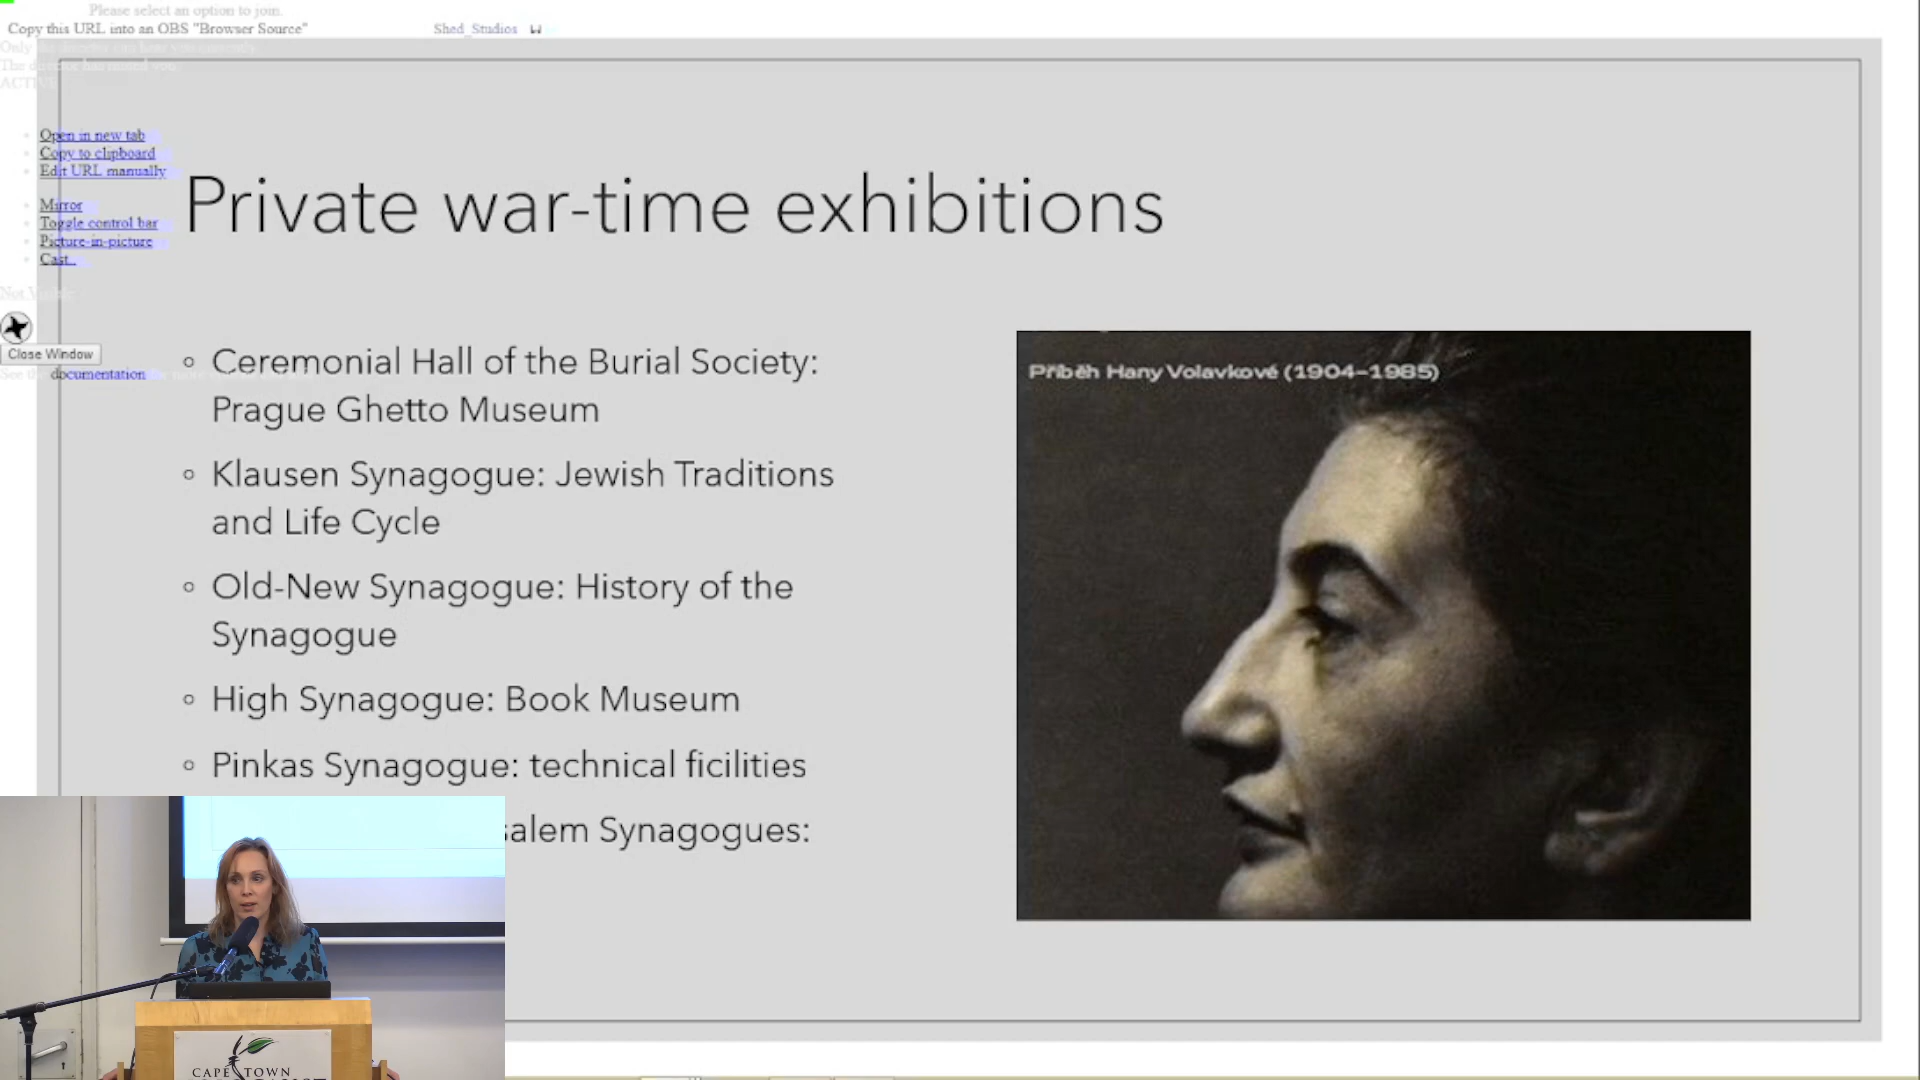 Please select an option to join.
Copy this URL into an OBS "Browser Source" Shed_Studios
ACTIVE
Open in new tab
Copy to clipboard
Edit URL manually
Mirror
Toggle control bar
Picture-in-picture
Cast..
Not Visible
Close Window
documentation
Private war-time exhibitions
Ceremonial Hall of the Burial Society:
Prague Ghetto Museum
Klausen Synagogue: Jewish Traditions
and Life Cycle
Old-New Synagogue: History of the
Synagogue
High Synagogue: Book Museum
Pinkas Synagogue: technical ficilities
salem Synagogues:
Příběh Hany Volavkové (1904–1985)
CAPE TOWN